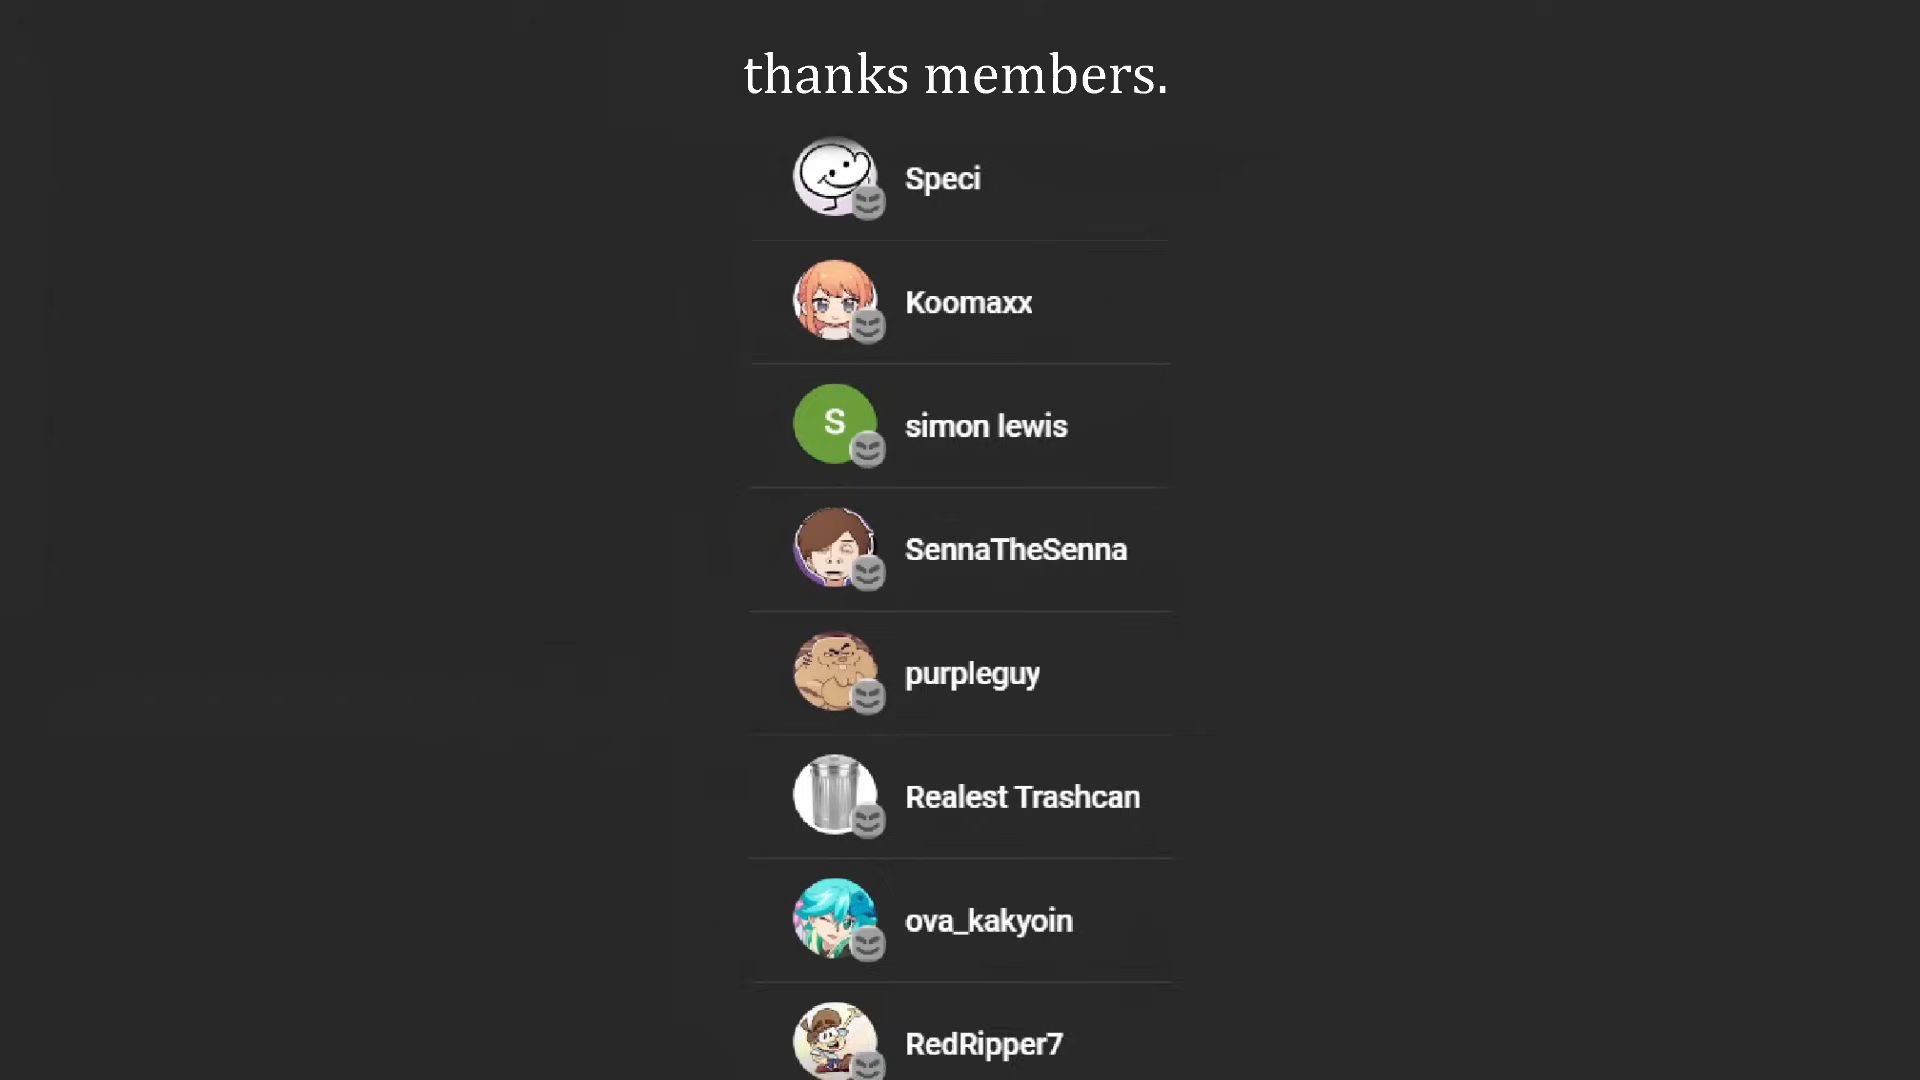 thanks members.
Speci
Koomaxx
S
simon lewis
SennaTheSenna
purpleguy
Realest Trashcan
ova_kakyoin
RedRipper7